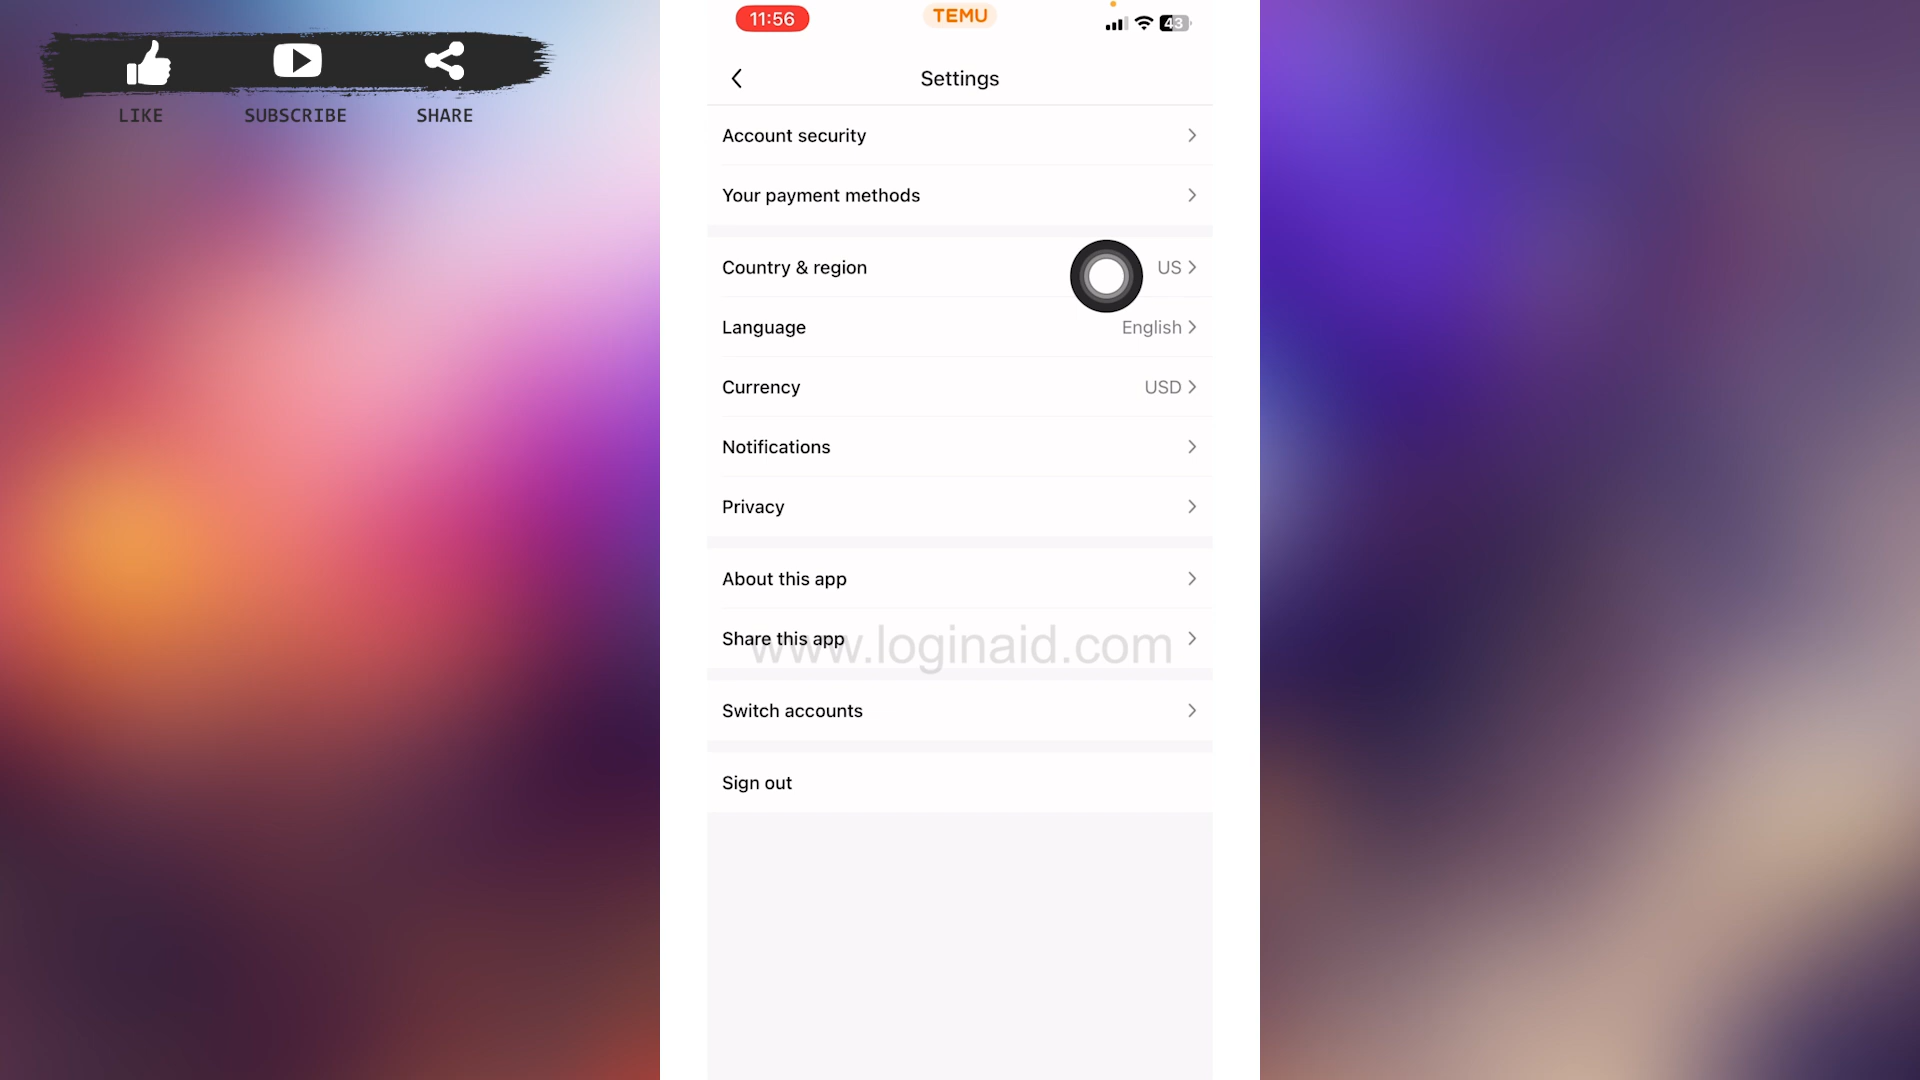 LIKE
SUBSCRIBE
SHARE
11:56
TEMU
43
Settings
Account security
Your payment methods
Country & region
US
Language
English
Currency
USD
Notifications
Privacy
About this app
Share this app
www.loginaid.com
Switch accounts
Sign out